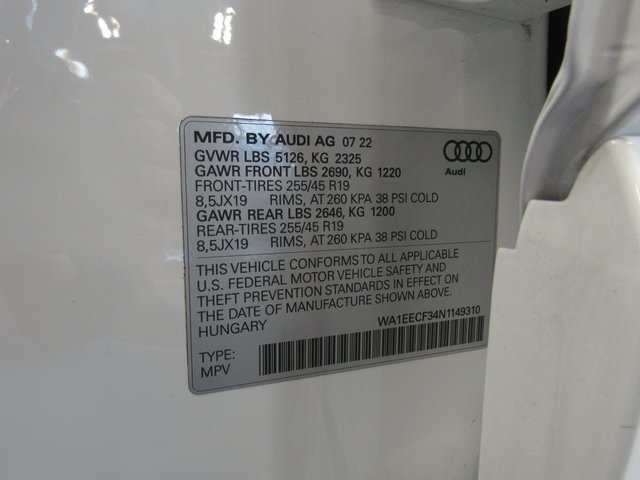 MFD. BY AUDI AG 07 22
GVWR LBS 5126, KG 2325
GAWR FRONT LBS 2690, KG 1220
FRONT-TIRES 255/45 R19
8,5JX19 RIMS, AT 260 KPA 38 PSI COLD
GAWR REAR LBS 2646, KG 1200
REAR-TIRES 255/45 R19
8,5JX19 RIMS, AT 260 KPA 38 PSI COLD
Audi
THIS VEHICLE CONFORMS TO ALL APPLICABLE
U.S. FEDERAL MOTOR VEHICLE SAFETY AND
THEFT PREVENTION STANDARDS IN EFFECT ON
THE DATE OF MANUFACTURE SHOWN ABOVE.
HUNGARY
WA1EECF34N1149310
TYPE:
MPV